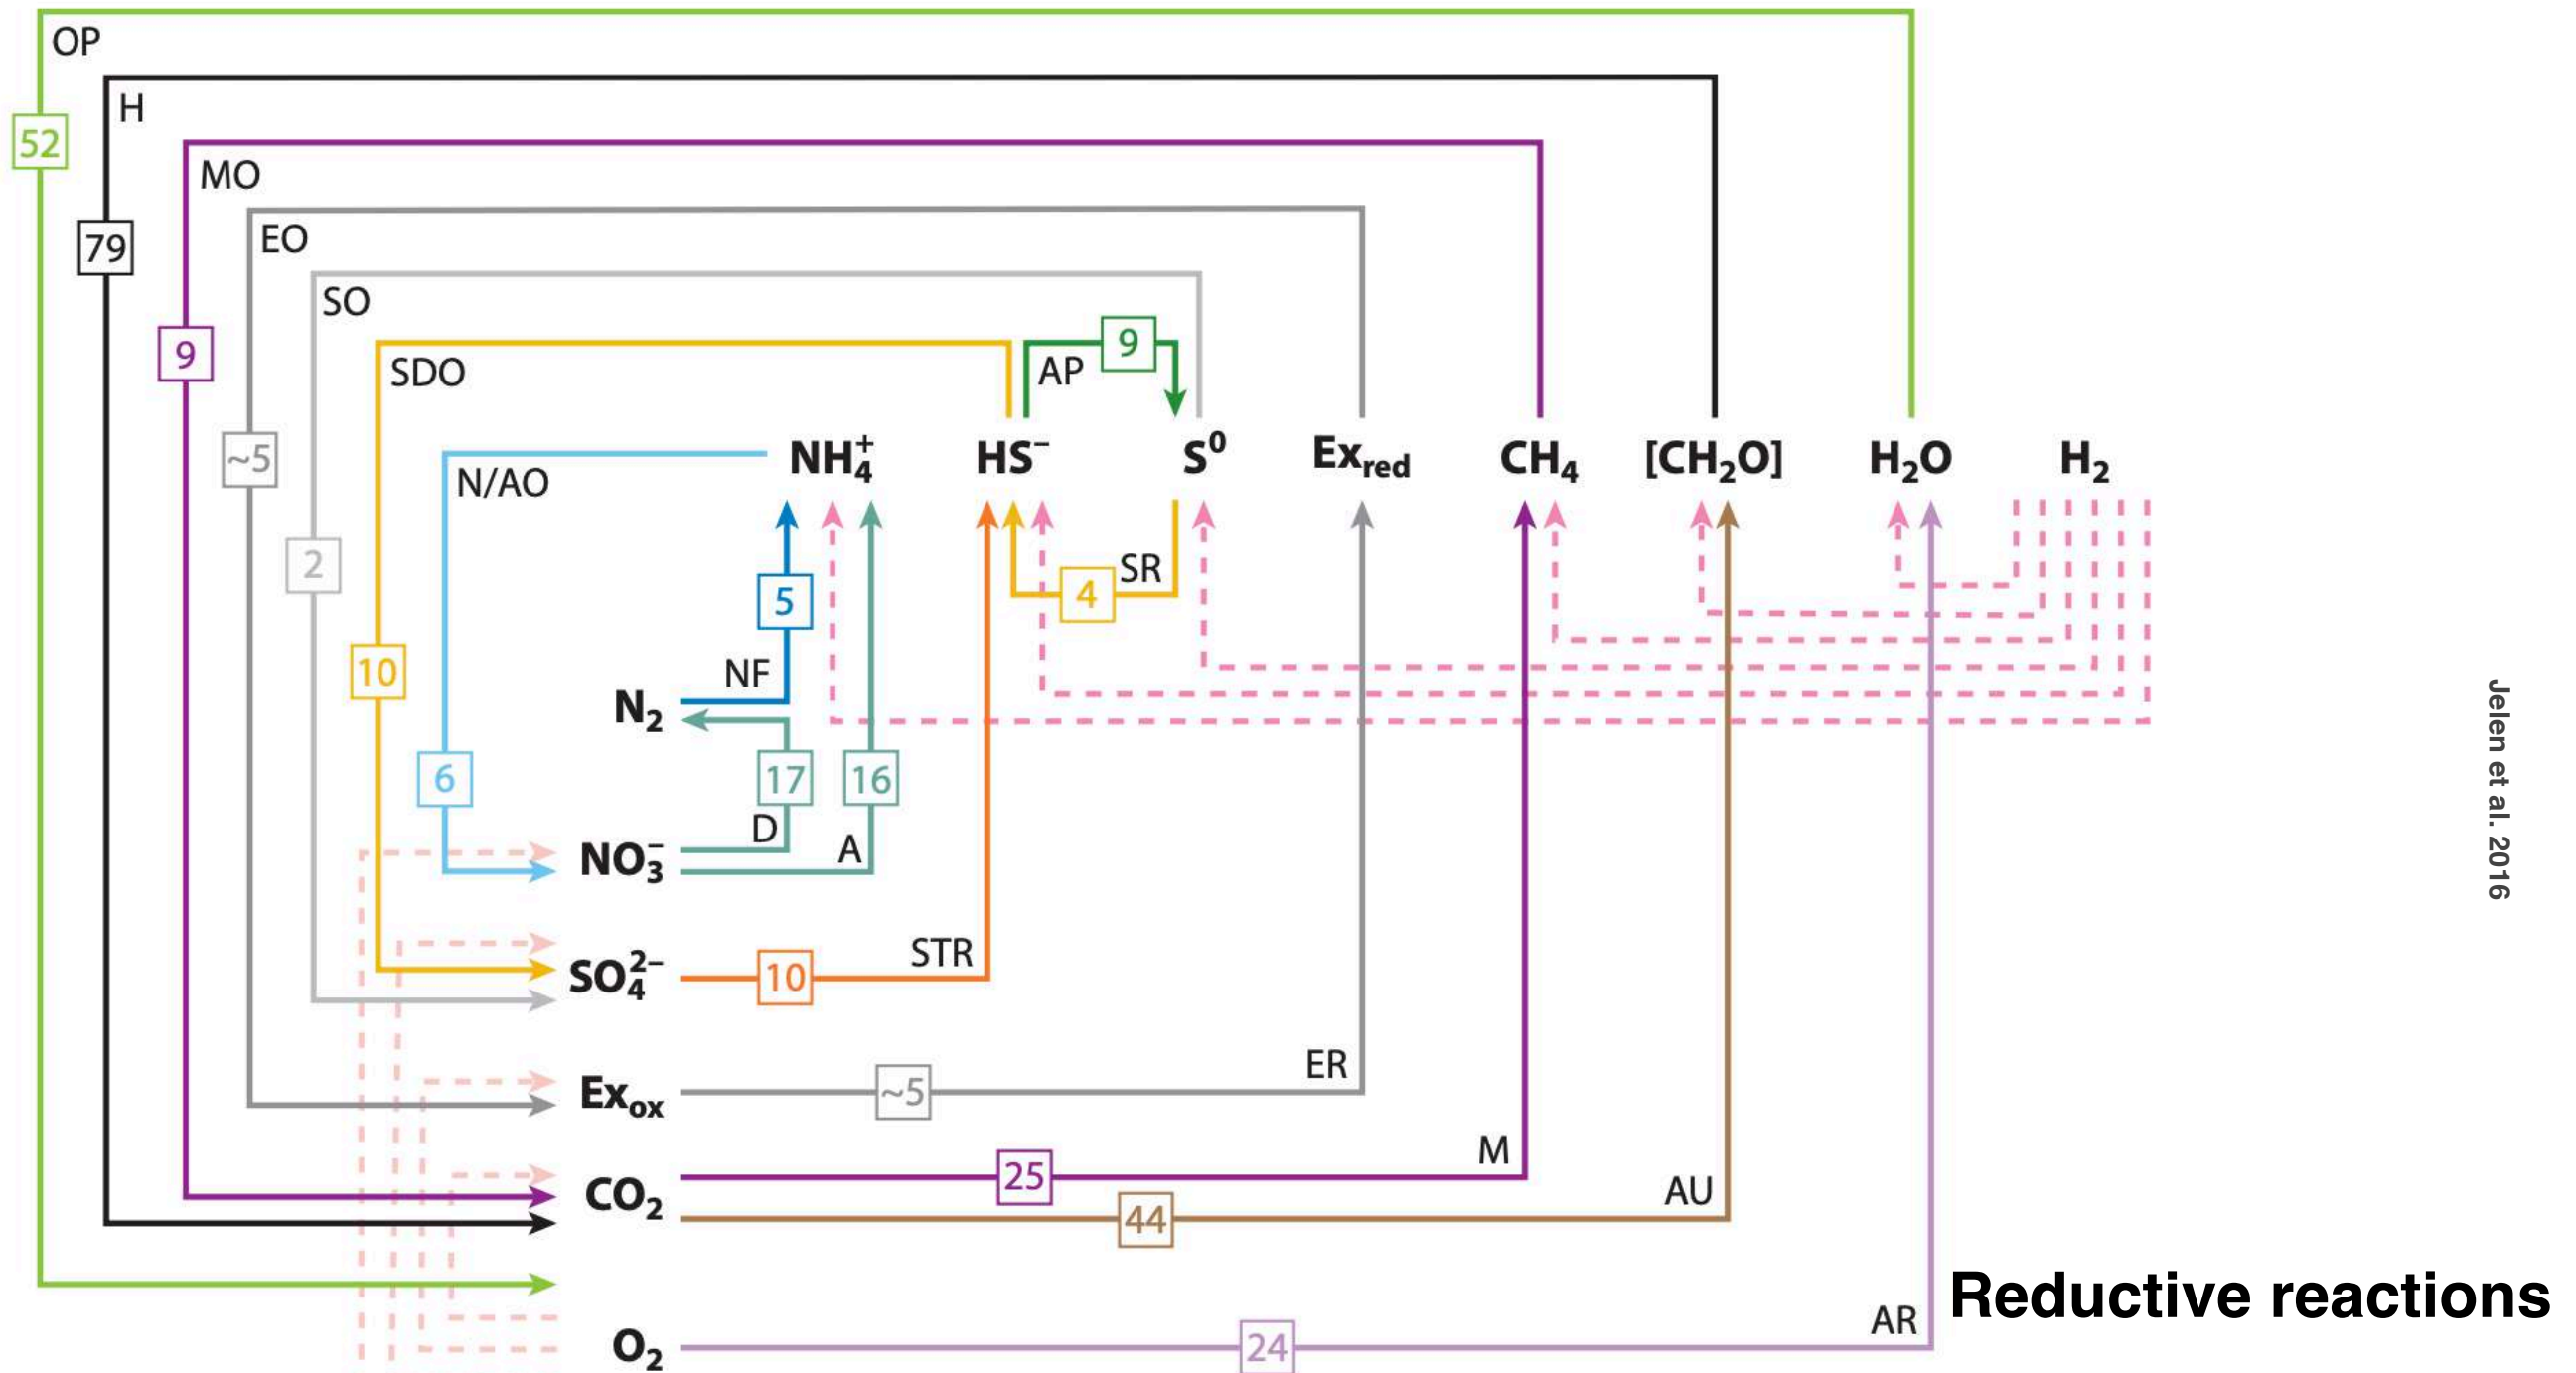 OP
H
52
MO
79
EO
SO
9
AP
9
SDO
~5
NH₄⁺
HS⁻
S⁰
Ex_red
CH₄
[CH₂O]
H₂O
H₂
N/AO
2
5
4
SR
10
NF
N₂
6
17
16
D
A
NO₃⁻
STR
SO₄²⁻
10
ER
Ex_ox
~5
M
25
CO₂
AU
44
Reductive reactions
AR
O₂
24
Jelen et al. 2016